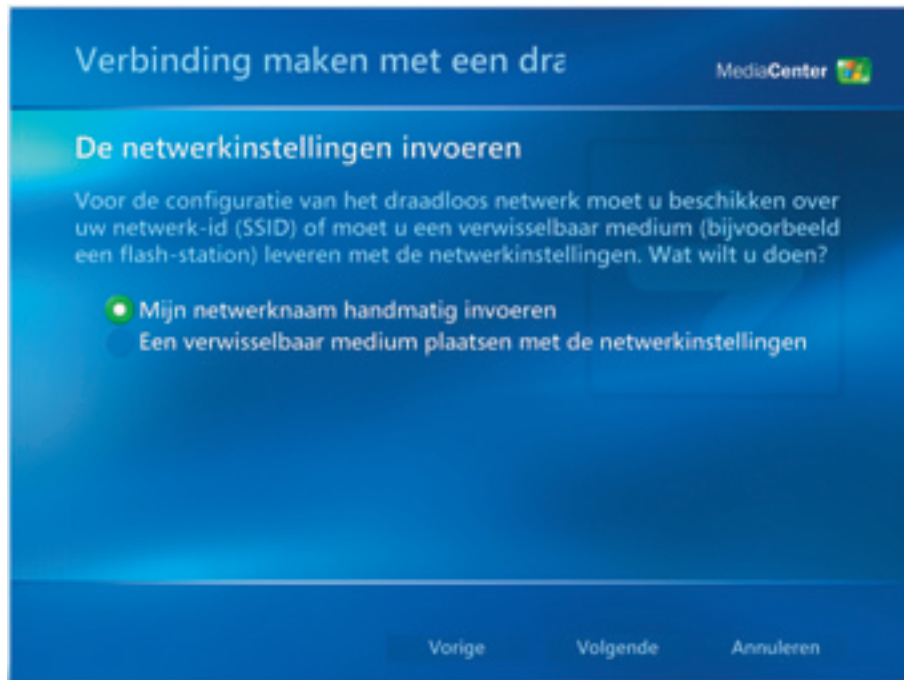 Verbinding maken met een dra
MediaCenter
De netwerkinstellingen invoeren
Voor de configuratie van het draadloos netwerk moet u beschikken over
uw netwerk-id (SSID) of moet u een verwisselbaar medium (bijvoorbeeld
een flash-station) leveren met de netwerkinstellingen. Wat wilt u doen?
Mijn netwerknaam handmatig invoeren
Een verwisselbaar medium plaatsen met de netwerkinstellingen
Vorige Volgende Annuleren